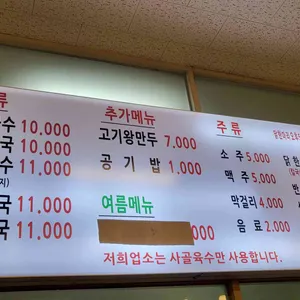 류
수 10,000
국 10,000
수 11,000
지)
국 11,000
국 11,000
추가메뉴
고기왕만두 7,000
공기밥 1,000
여름메뉴
000
주류
소주 5,000
맥주 5,000
막걸리 4,000
음료 2,000
저희업소는 사골육수만 사용합니다.